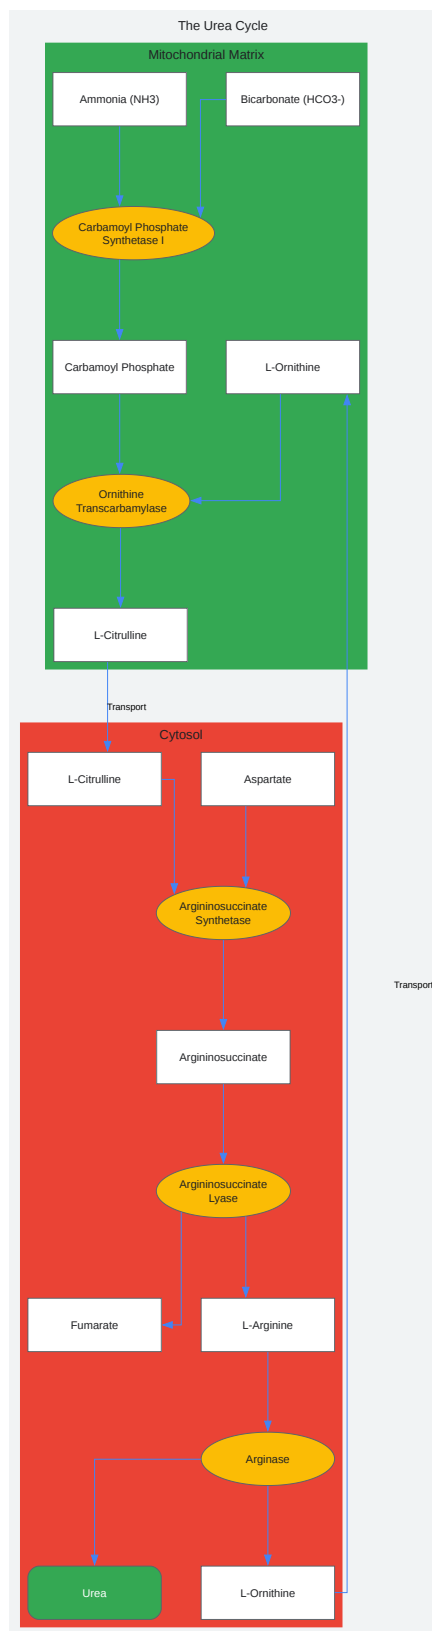 The Urea Cycle
Mitochondrial Matrix
Ammonia (NH3)
Bicarbonate (HCO3-)
Carbamoyl Phosphate
Synthetase I
Carbamoyl Phosphate
L-Ornithine
Ornithine
Transcarbamylase
L-Citrulline
Transport
Cytosol
L-Citrulline
Aspartate
Argininosuccinate
Synthetase
Transport
Argininosuccinate
Argininosuccinate
Lyase
Fumarate
L-Arginine
Arginase
Urea
L-Ornithine